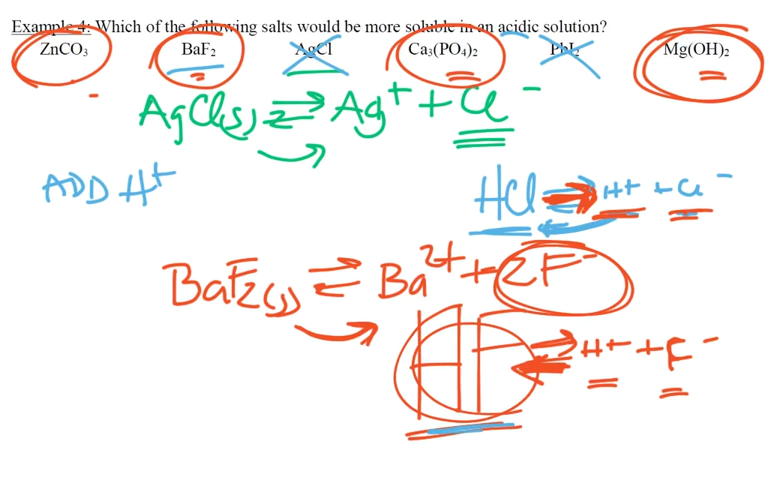 Example 4: Which of the following salts would be more soluble in an acidic solution?
ZnCO₃ BaF₂ AgCl Ca₃(PO₄)₂ PbI₂ Mg(OH)₂
AgCl(s) ⇌ Ag⁺ + Cl⁻
ADD H⁺
HCl ⇌ H⁺ + Cl⁻
BaF₂(s) ⇌ Ba²⁺ + 2F⁻
HF ⇌ H⁺ + F⁻